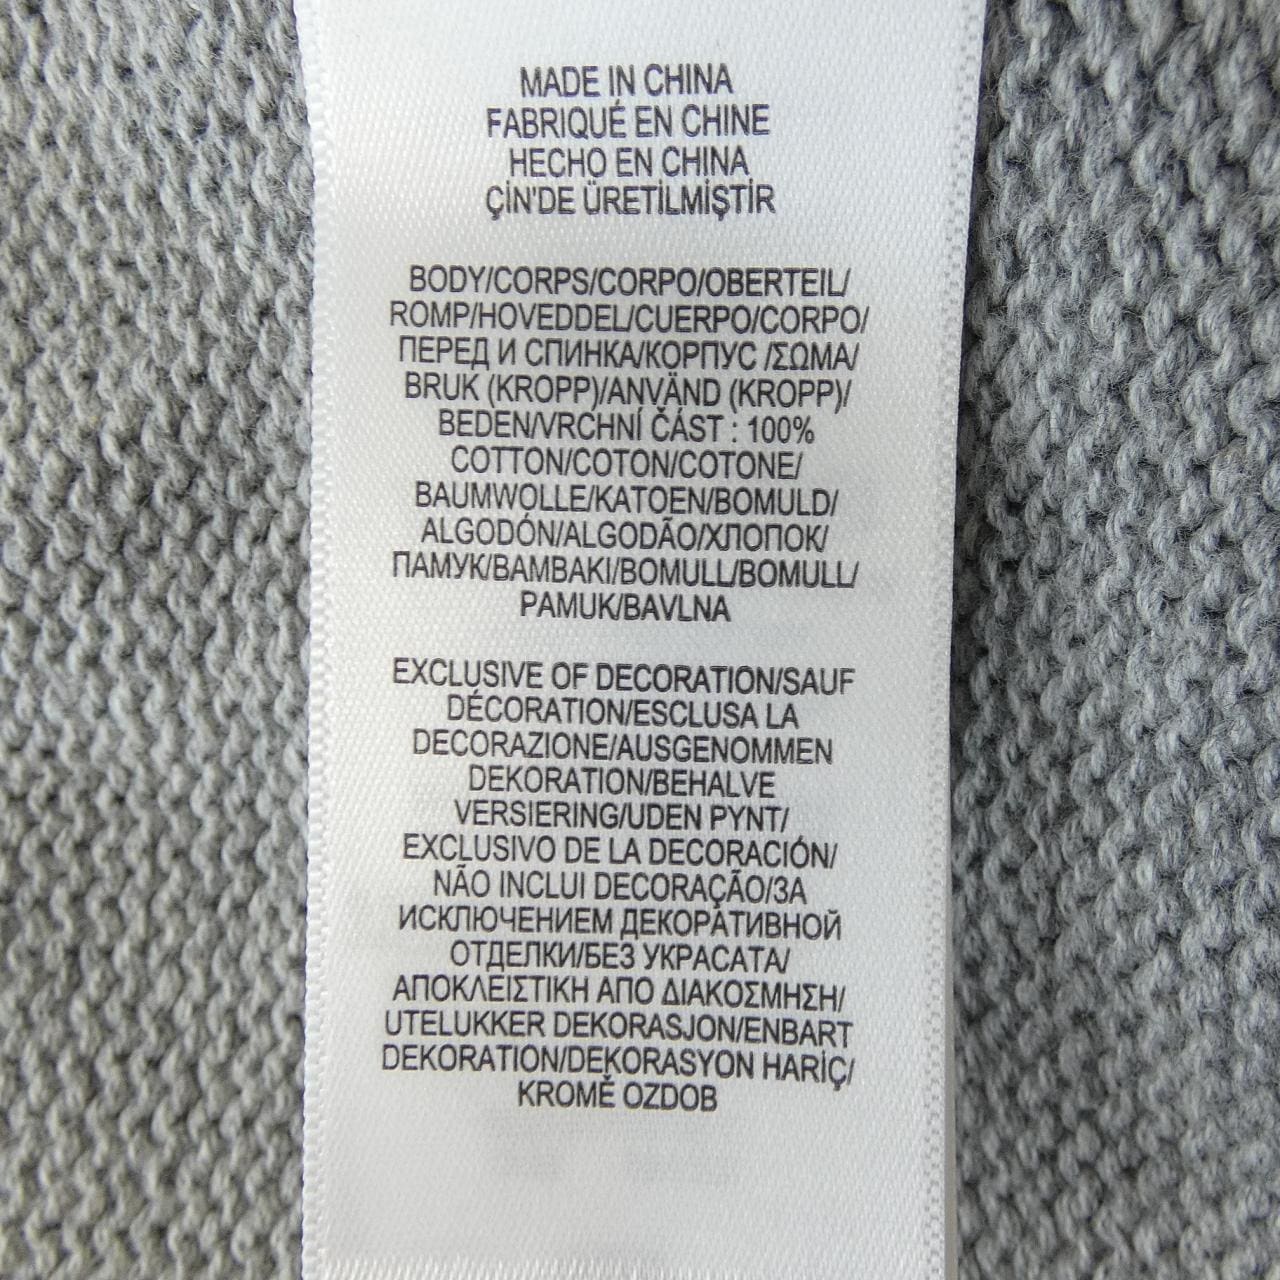 MADE IN CHINA
FABRIQUÉ EN CHINE
HECHO EN CHINA
ÇİN'DE ÜRETİLMİŞTİR
BODY/CORPS/CORPO/OBERTEIL/
ROMP/HOVEDDEL/CUERPO/CORPO/
ПЕРЕД И СПИНКА/КОРПУС /ΣΩΜΑ/
BRUK (KROPP)/ANVÄND (KROPP)/
BEDEN/VRCHNÍ ČÁST : 100%
COTTON/COTON/COTONE/
BAUMWOLLE/KATOEN/BOMULD/
ALGODÓN/ALGODÃO/ХЛОПОК/
ПАМУК/BAMBAKI/BOMULL/BOMULL/
PAMUK/BAVLNA
EXCLUSIVE OF DECORATION/SAUF
DÉCORATION/ESCLUSA LA
DECORAZIONE/AUSGENOMMEN
DEKORATION/BEHALVE
VERSIERING/UDEN PYNT/
EXCLUSIVO DE LA DECORACIÓN/
NÃO INCLUI DECORAÇÃO/ЗА
ИСКЛЮЧЕНИЕМ ДЕКОРАТИВНОЙ
ОТДЕЛКИ/БЕЗ УКРАСАТА/
ΑΠΟΚΛΕΙΣΤΙΚΗ ΑΠΟ ΔΙΑΚΟΣΜΗΣΗ/
UTELUKKER DEKORASJON/ENBART
DEKORATION/DEKORASYON HARİÇ/
KROMĚ OZDOB